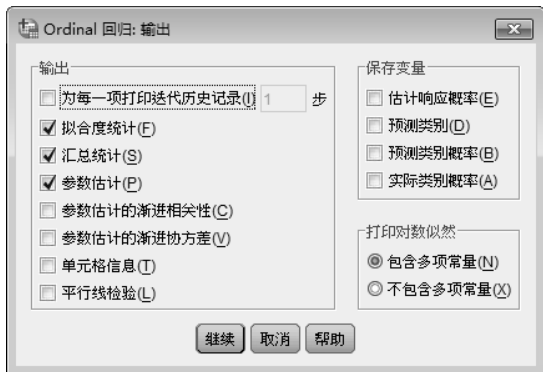 Ordinal 回归: 输出
输出
为每一项打印迭代历史记录(I) 1 步
拟合度统计(F)
汇总统计(S)
参数估计(P)
参数估计的渐进相关性(C)
参数估计的渐进协方差(V)
单元格信息(T)
平行线检验(L)
保存变量
估计响应概率(E)
预测类别(D)
预测类别概率(B)
实际类别概率(A)
打印对数似然
包含多项常量(N)
不包含多项常量(X)
继续 取消 帮助